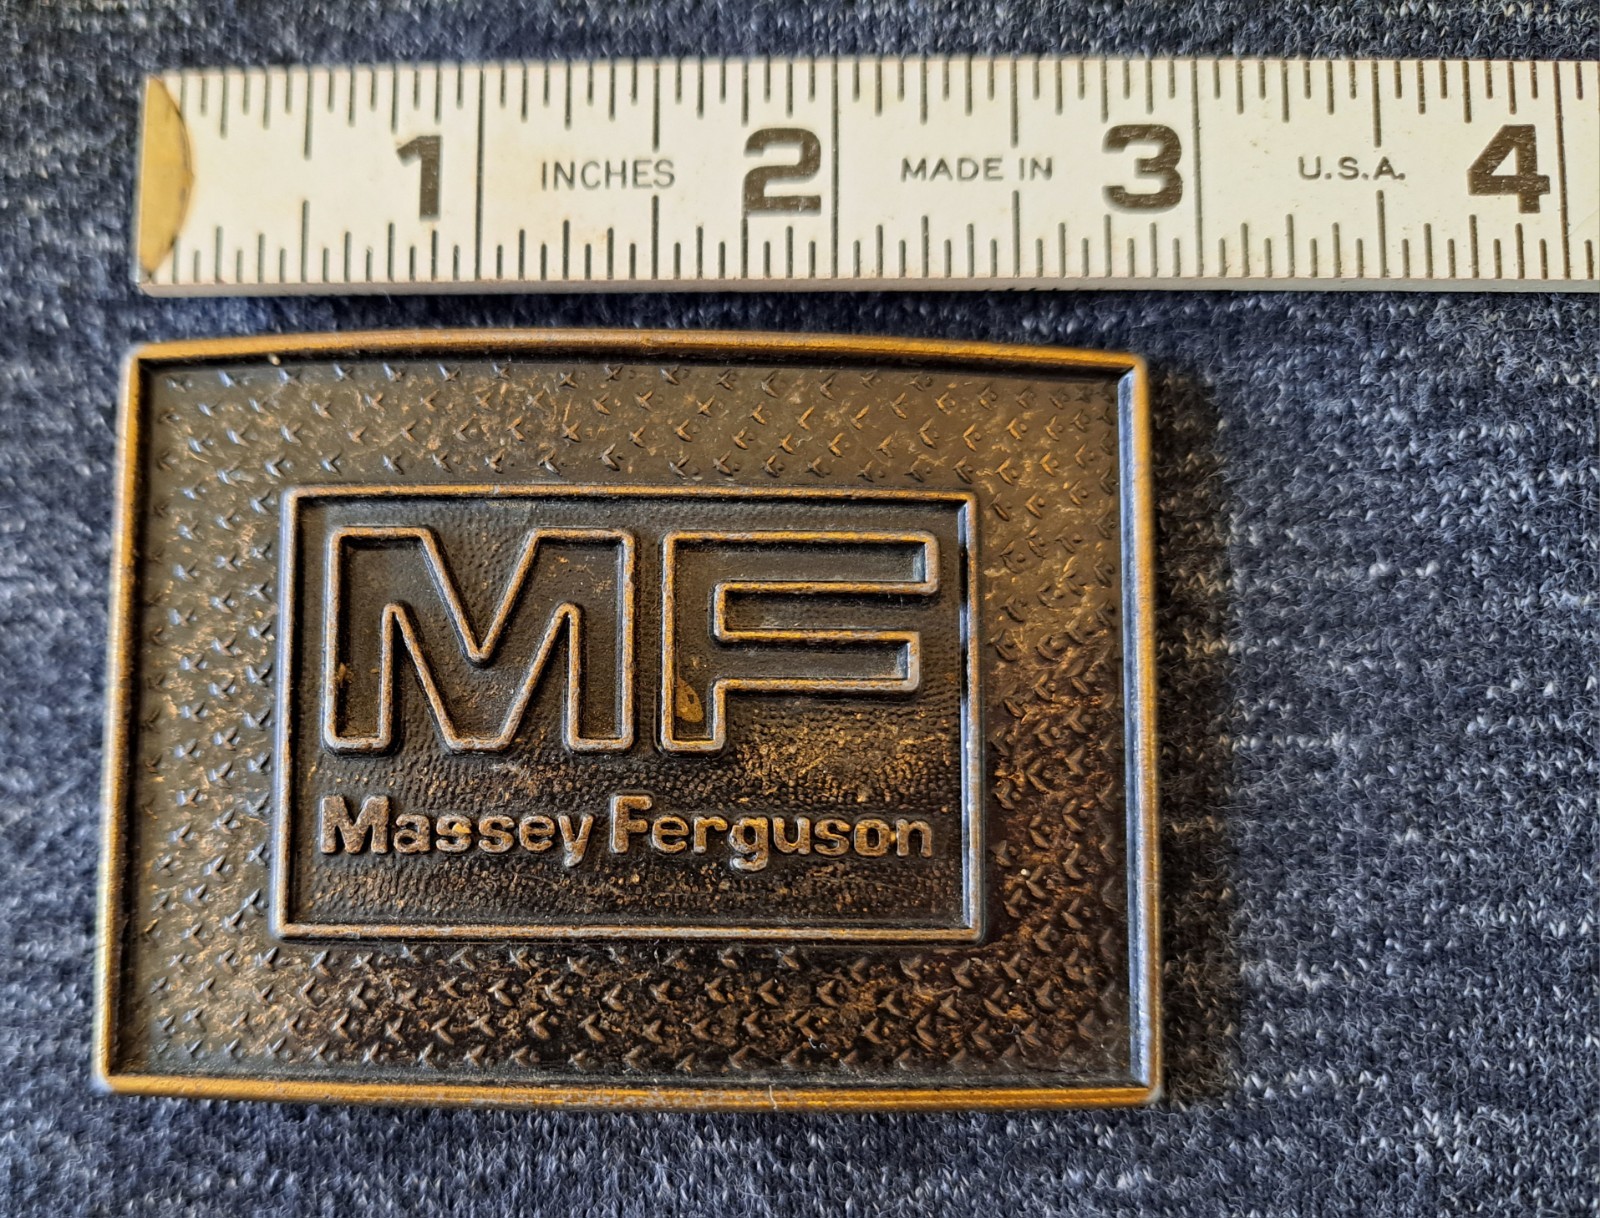 1 INCHES 2 MADE IN 3 U.S.A. 4
MF
Massey Ferguson